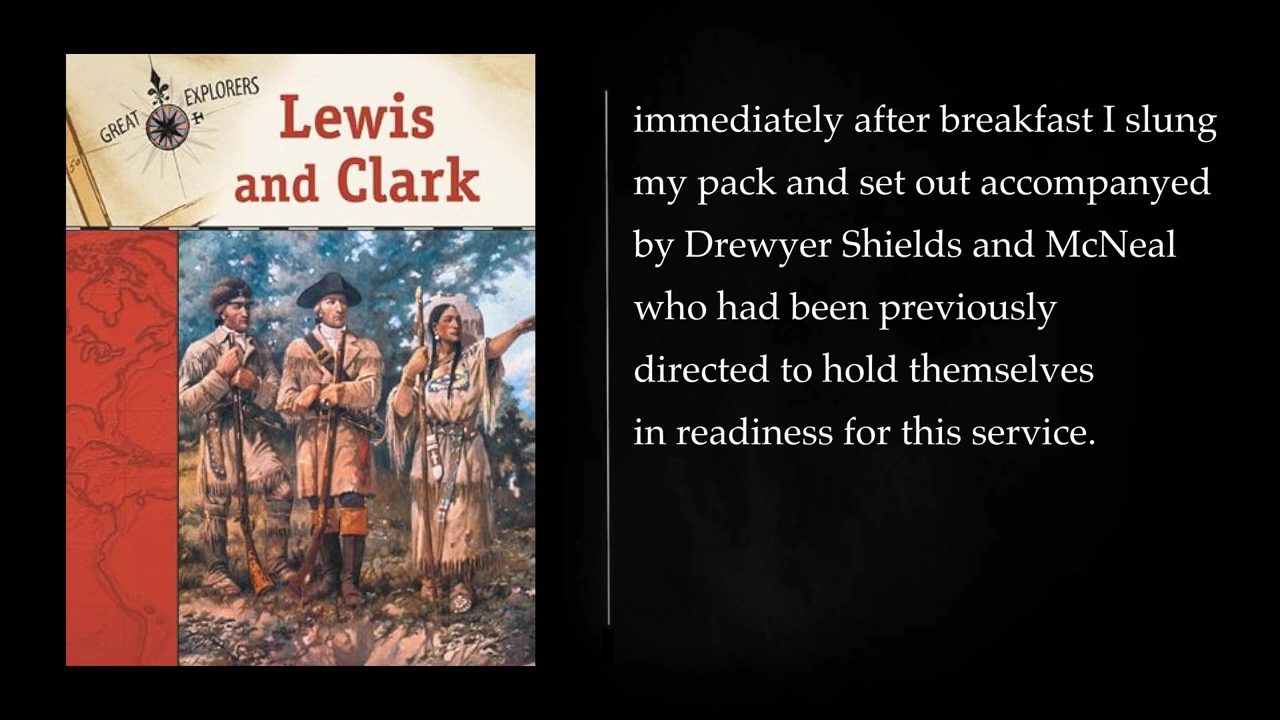 GREAT EXPLORERS
Lewis
and Clark
50
immediately after breakfast I slung
my pack and set out accompanyed
by Drewyer Shields and McNeal
who had been previously
directed to hold themselves
in readiness for this service.